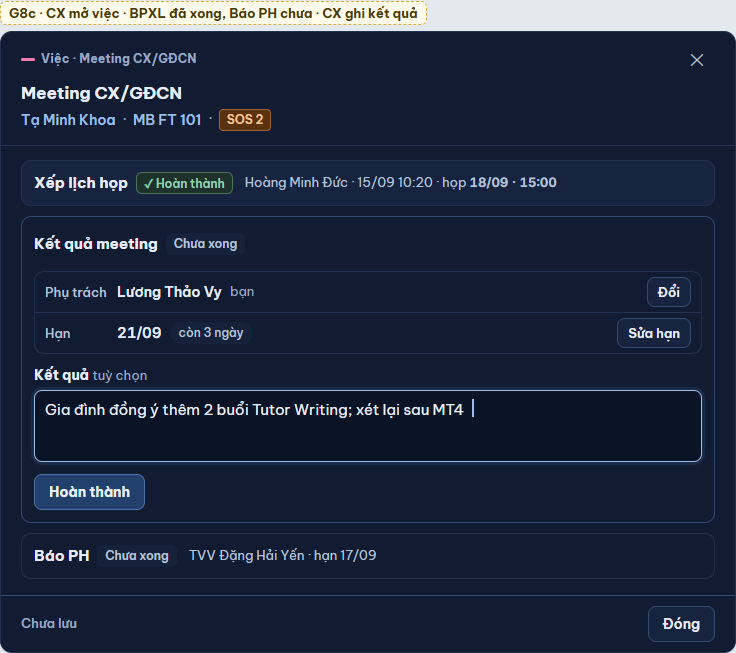 G8c · CX mở việc · BPXL đã xong, Báo PH chưa · CX ghi kết quả
Việc · Meeting CX/GĐCN
Meeting CX/GĐCN
Tạ Minh Khoa · MB FT 101 · SOS 2
Xếp lịch họp ✓ Hoàn thành Hoàng Minh Đức · 15/09 10:20 · họp 18/09 · 15:00
Kết quả meeting Chưa xong
Phụ trách Lương Thảo Vy bạn Đổi
Hạn 21/09 còn 3 ngày Sửa hạn
Kết quả tuỳ chọn
Gia đình đồng ý thêm 2 buổi Tutor Writing; xét lại sau MT4
Hoàn thành
Báo PH Chưa xong TVV Đặng Hải Yến · hạn 17/09
Chưa lưu Đóng